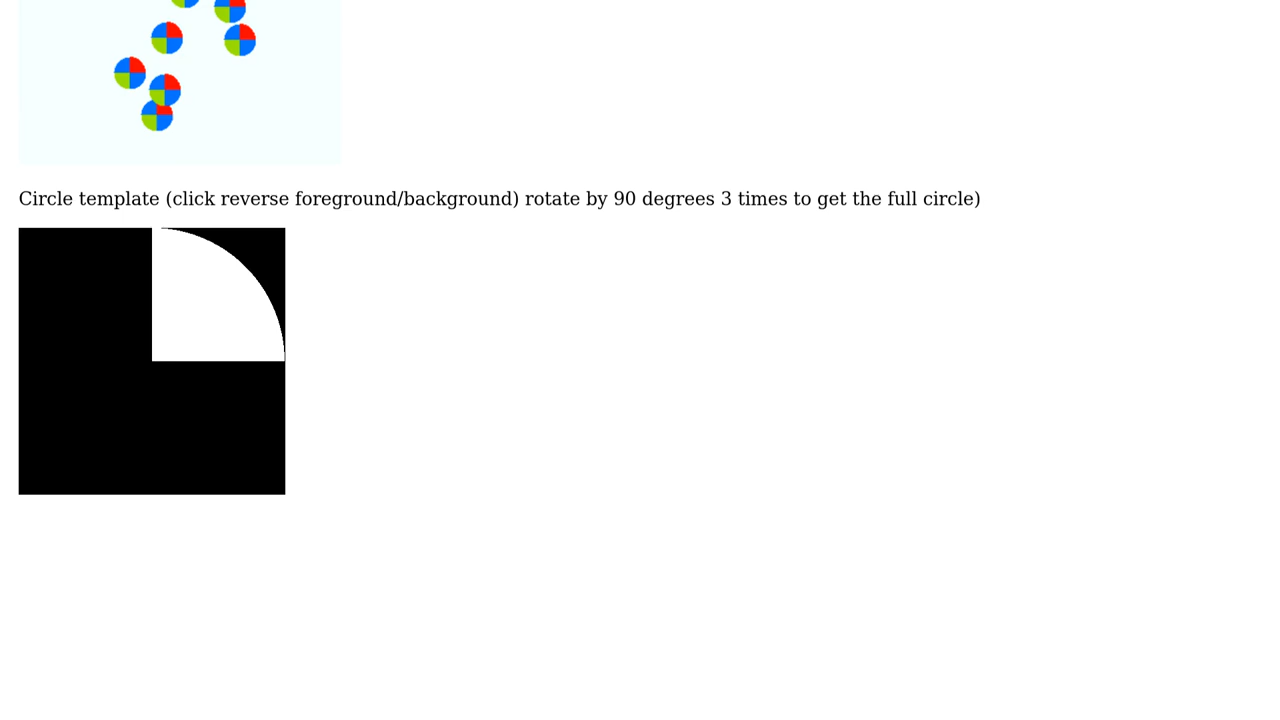 Circle template (click reverse foreground/background) rotate by 90 degrees 3 times to get the full circle)